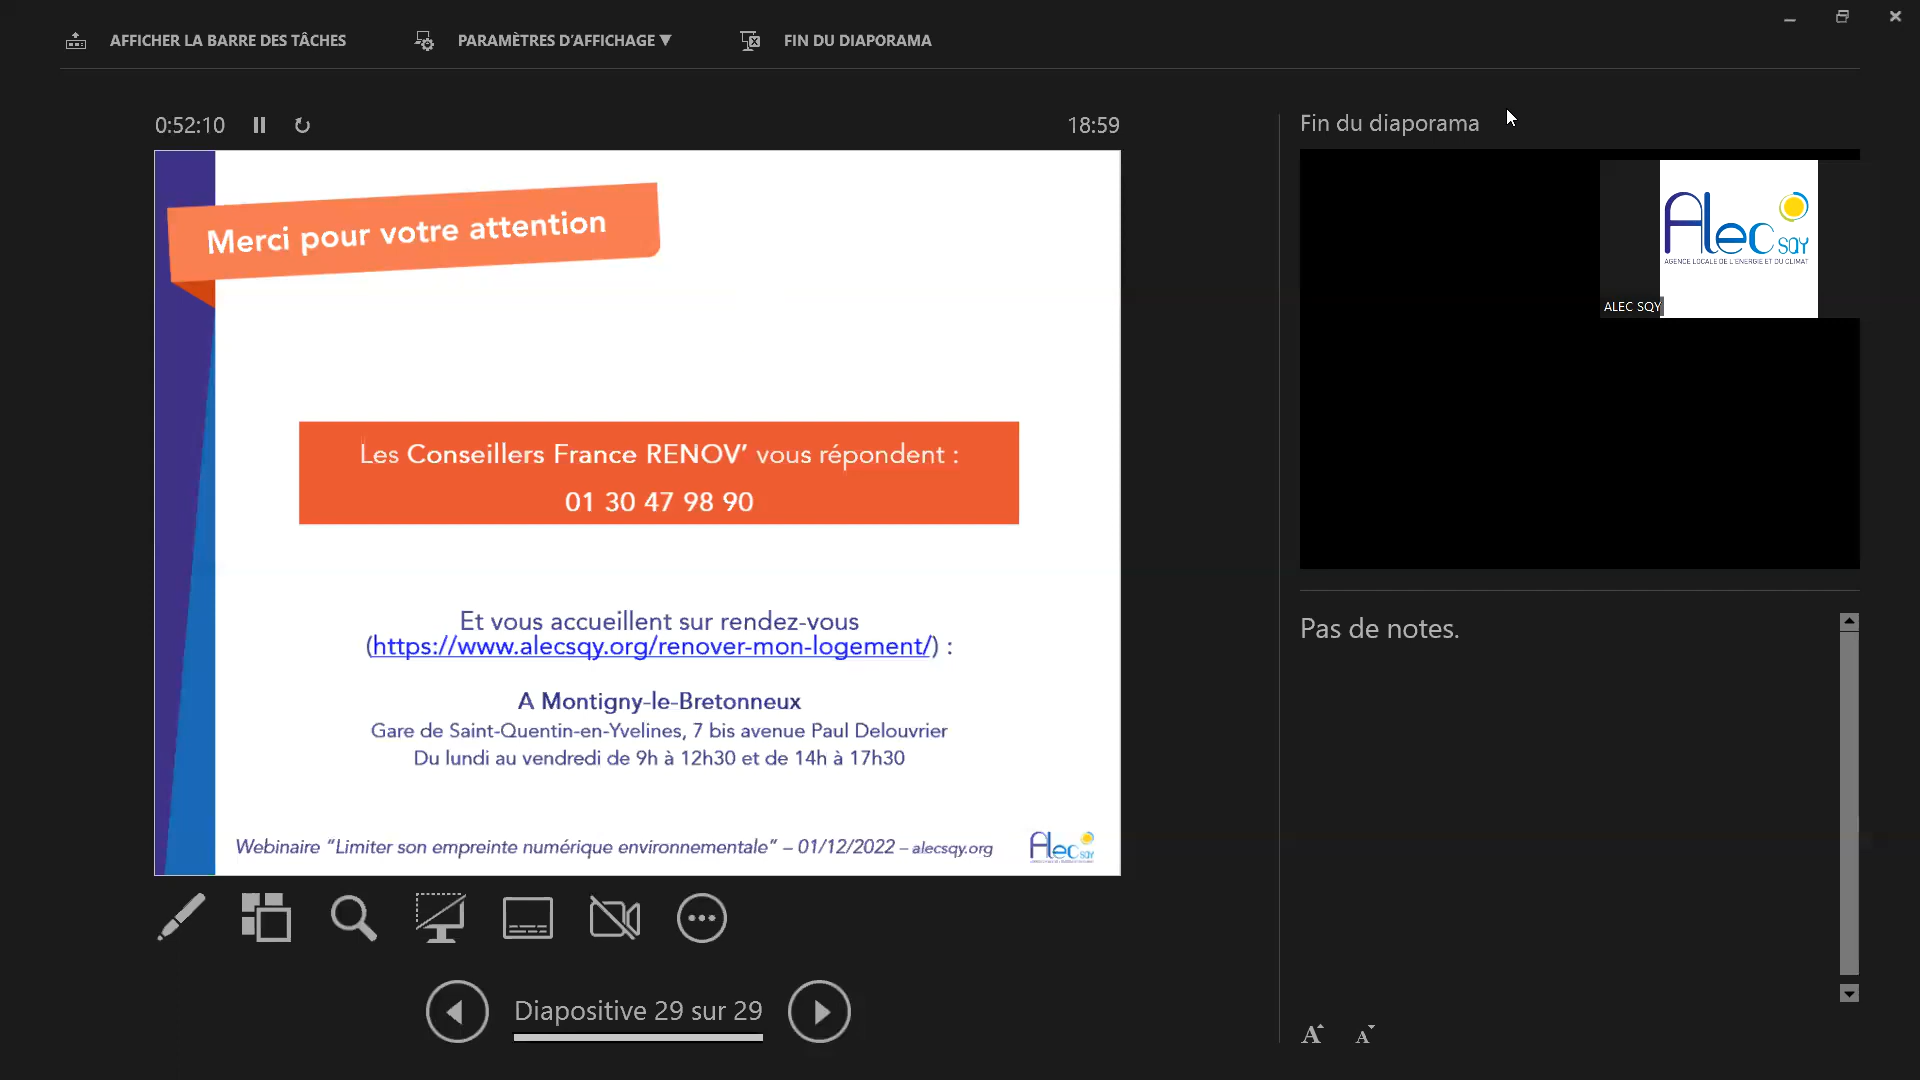 AFFICHER LA BARRE DES TÂCHES
PARAMÈTRES D'AFFICHAGE ▼
FIN DU DIAPORAMA
0:52:10
18:59
Merci pour votre attention
Les Conseillers France RENOV’ vous répondent :
01 30 47 98 90
Et vous accueillent sur rendez-vous
(https://www.alecsqy.org/renover-mon-logement/) :
A Montigny-le-Bretonneux
Gare de Saint-Quentin-en-Yvelines, 7 bis avenue Paul Delouvrier
Du lundi au vendredi de 9h à 12h30 et de 14h à 17h30
Webinaire “Limiter son empreinte numérique environnementale” – 01/12/2022 – alecsqy.org
Alec SQY
Diapositive 29 sur 29
Fin du diaporama
Alec SQY
AGENCE LOCALE DE L'ENERGIE ET DU CLIMAT
ALEC SQY
Pas de notes.
A A